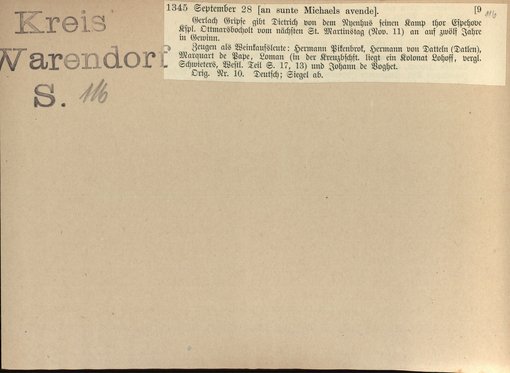 Kreis
Warendorf
S. 116
1345 September 28 [an sunte Michaels avende]. [9
116
Gerlach Gripse gibt Dietrich von dem Nyenhus seinen Kamp thor Espehove
Kspl. Ottmarsbocholt vom nächsten St. Martinstag (Nov. 11) an auf zwölf Jahre
in Gewinn.
Zeugen als Weinkaufsleute: Hermann Pikenbrok, Hermann von Datteln (Datlen),
Marquart de Pape, Loman (in der Kreuzbschft. liegt ein Kolonat Lohoff, vergl.
Schwieters, Westl. Teil S. 17, 13) und Johann de Voghet.
Orig. Nr. 10. Deutsch; Siegel ab.